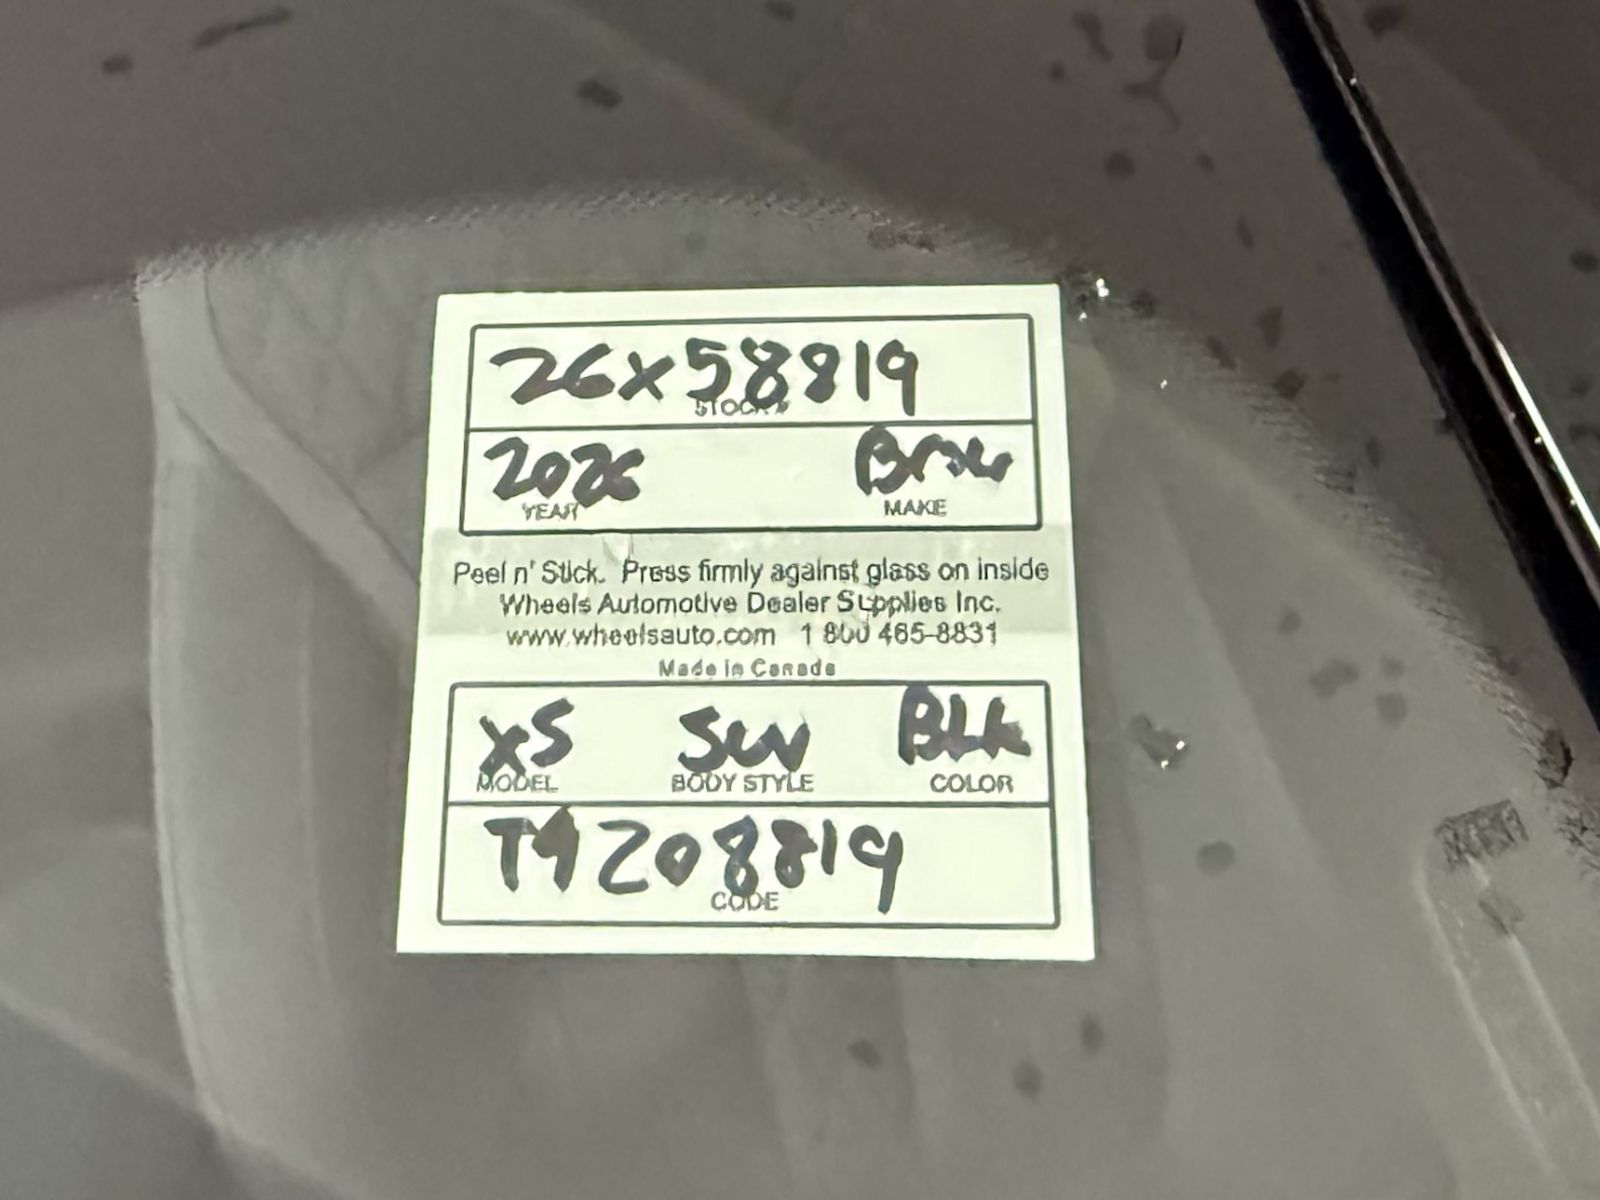 26X58819
STOCK #
2026 BMW
YEAR MAKE
Peel n' Stick. Press firmly against glass on inside
Wheels Automotive Dealer Supplies Inc.
www.wheelsauto.com 1 800 465-8831
Made in Canada
X5 SUV BLK
MODEL BODY STYLE COLOR
T9208819
CODE